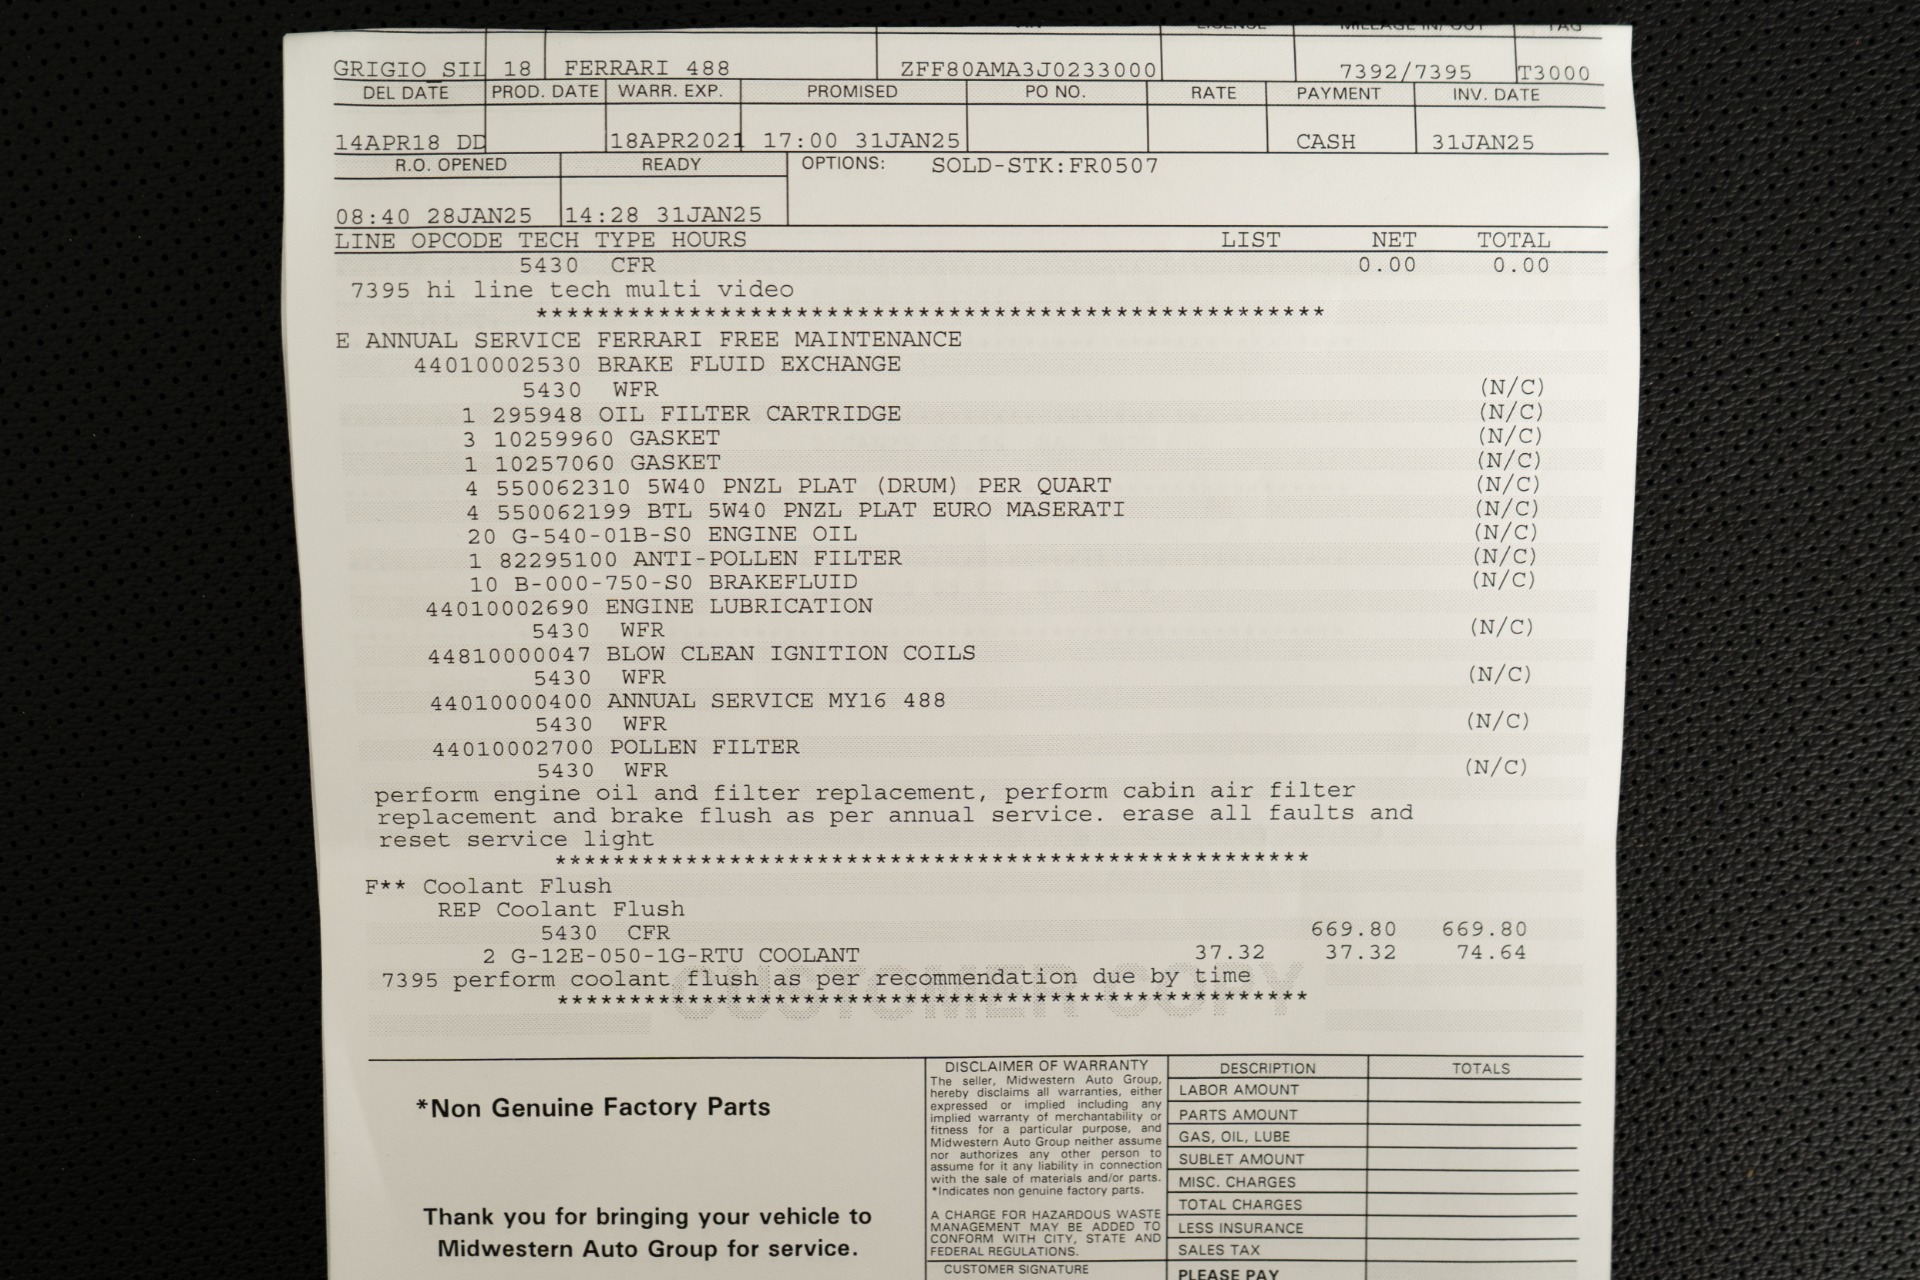 LICENSE MILEAGE IN/OUT TAG
GRIGIO SIL 18 FERRARI 488 ZFF80AMA3J0233000 7392/7395 T3000
DEL DATE PROD. DATE WARR. EXP. PROMISED PO NO. RATE PAYMENT INV. DATE
14APR18 DD 18APR2021 17:00 31JAN25 CASH 31JAN25
R.O. OPENED READY OPTIONS: SOLD-STK:FR0507
08:40 28JAN25 14:28 31JAN25
LINE OPCODE TECH TYPE HOURS LIST NET TOTAL
5430 CFR 0.00 0.00
7395 hi line tech multi video
******************************************************
E ANNUAL SERVICE FERRARI FREE MAINTENANCE
44010002530 BRAKE FLUID EXCHANGE
5430 WFR (N/C)
1 295948 OIL FILTER CARTRIDGE (N/C)
3 10259960 GASKET (N/C)
1 10257060 GASKET (N/C)
4 550062310 5W40 PNZL PLAT (DRUM) PER QUART (N/C)
4 550062199 BTL 5W40 PNZL PLAT EURO MASERATI (N/C)
20 G-540-01B-S0 ENGINE OIL (N/C)
1 82295100 ANTI-POLLEN FILTER (N/C)
10 B-000-750-S0 BRAKEFLUID (N/C)
44010002690 ENGINE LUBRICATION
5430 WFR (N/C)
44810000047 BLOW CLEAN IGNITION COILS
5430 WFR (N/C)
44010000400 ANNUAL SERVICE MY16 488
5430 WFR (N/C)
44010002700 POLLEN FILTER
5430 WFR (N/C)
perform engine oil and filter replacement, perform cabin air filter
replacement and brake flush as per annual service. erase all faults and
reset service light
******************************************************
F** Coolant Flush
REP Coolant Flush
5430 CFR 669.80 669.80
2 G-12E-050-1G-RTU COOLANT 37.32 37.32 74.64
7395 perform coolant flush as per recommendation due by time
******************************************************
CUSTOMER COPY
*Non Genuine Factory Parts
Thank you for bringing your vehicle to
Midwestern Auto Group for service.
DISCLAIMER OF WARRANTY
The seller, Midwestern Auto Group,
hereby disclaims all warranties, either
expressed or implied including any
implied warranty of merchantability or
fitness for a particular purpose, and
Midwestern Auto Group neither assume
nor authorizes any other person to
assume for it any liability in connection
with the sale of materials and/or parts.
*Indicates non genuine factory parts.
A CHARGE FOR HAZARDOUS WASTE
MANAGEMENT MAY BE ADDED TO
CONFORM WITH CITY, STATE AND
FEDERAL REGULATIONS.
CUSTOMER SIGNATURE
DESCRIPTION TOTALS
LABOR AMOUNT
PARTS AMOUNT
GAS, OIL, LUBE
SUBLET AMOUNT
MISC. CHARGES
TOTAL CHARGES
LESS INSURANCE
SALES TAX
PLEASE PAY